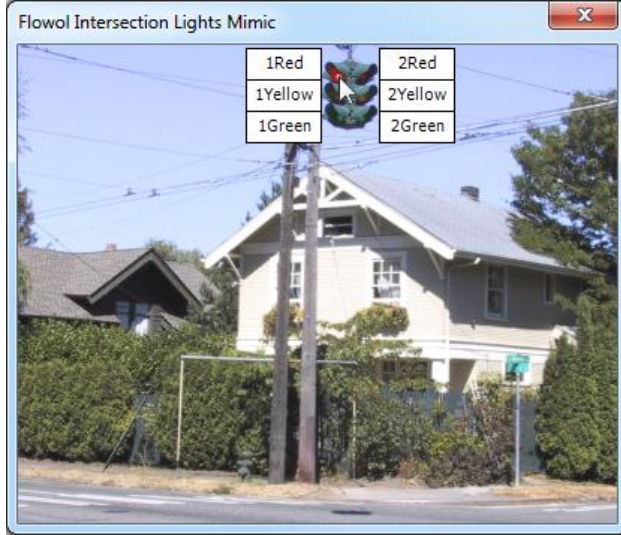 Flowol Intersection Lights Mimic
1Red
2Red
1Yellow
2Yellow
1Green
2Green